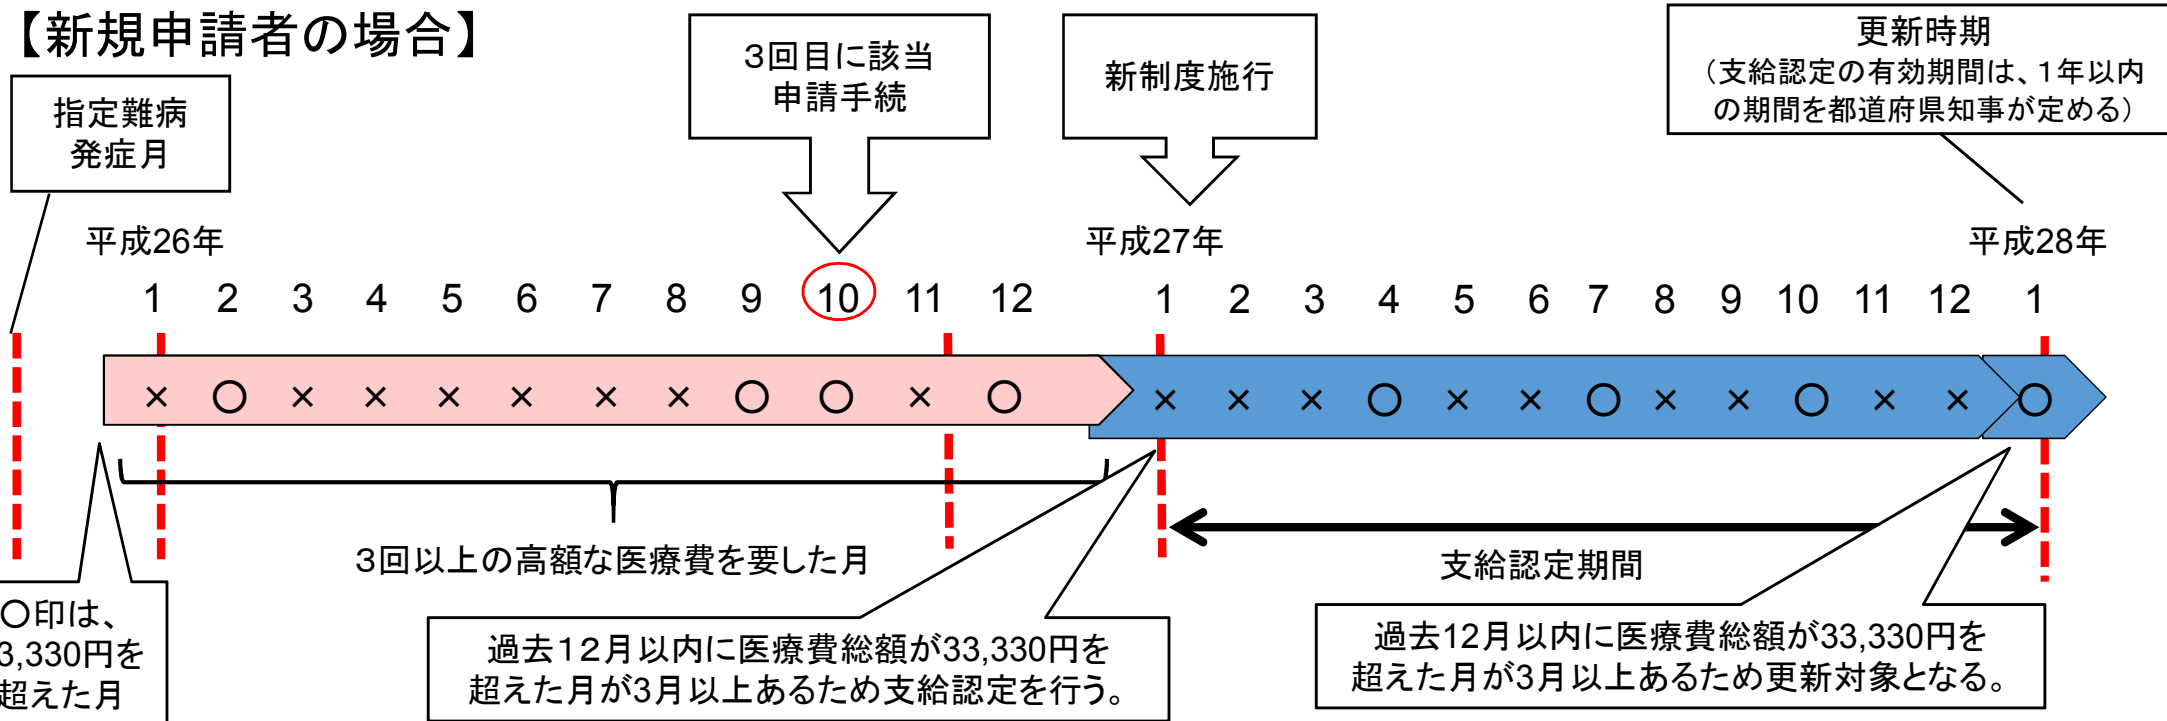 【新規申請者の場合】
指定難病
発症月
3回目に該当
申請手続
新制度施行
更新時期
（支給認定の有効期間は、1年以内
の期間を都道府県知事が定める）
平成26年
平成27年
平成28年
1 2 3 4 5 6 7 8 9 10 11 12 1 2 3 4 5 6 7 8 9 10 11 12 1
× ○ × × × × × × ○ ○ × ○ × × × ○ × × ○ × × ○ × × ○
3回以上の高額な医療費を要した月
支給認定期間
○印は、
3,330円を
超えた月
過去12月以内に医療費総額が33,330円を
超えた月が3月以上あるため支給認定を行う。
過去12月以内に医療費総額が33,330円を
超えた月が3月以上あるため更新対象となる。